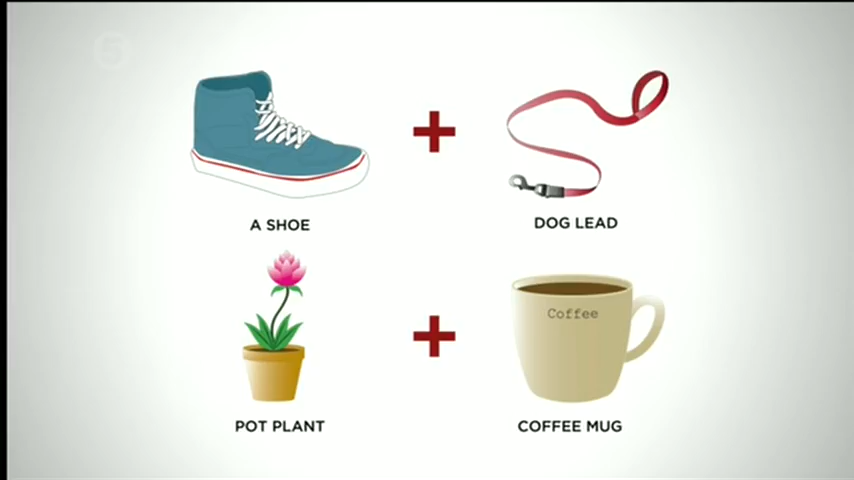 A SHOE
DOG LEAD
Coffee
POT PLANT
COFFEE MUG